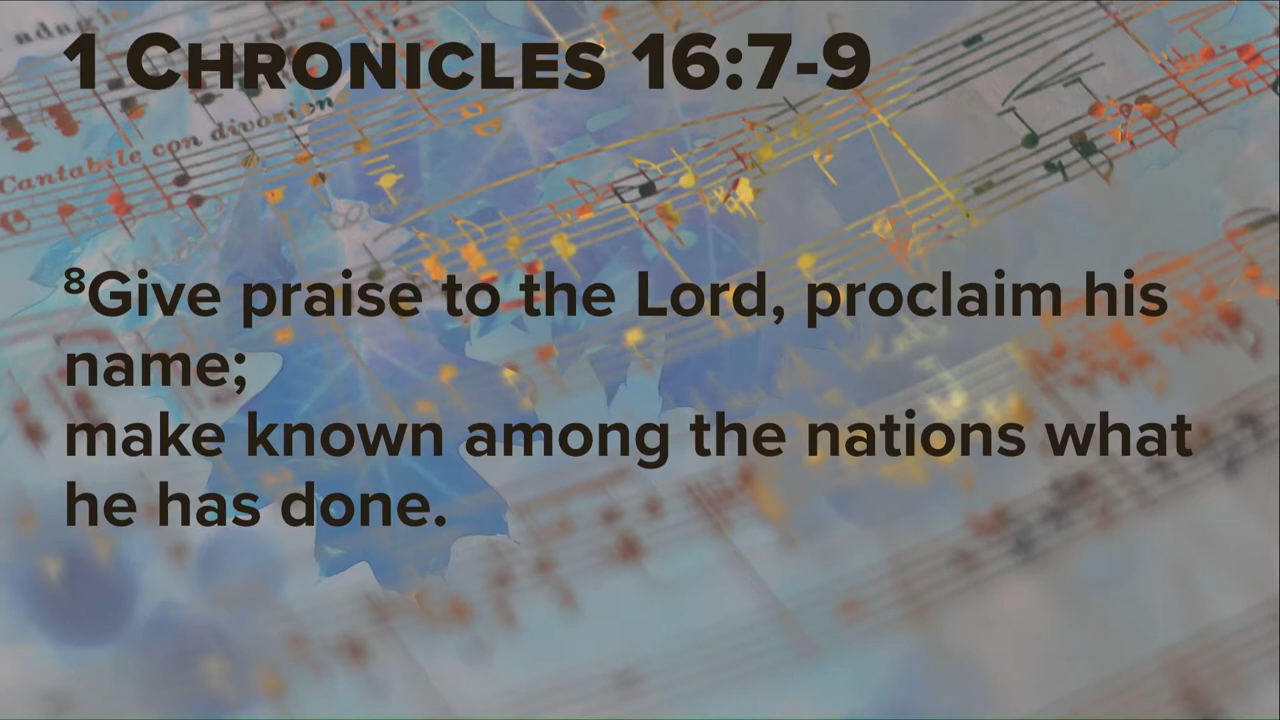 adagio
1 CHRONICLES 16:7-9
Cantabile con divozion
⁸Give praise to the Lord, proclaim his
name;
make known among the nations what
he has done.